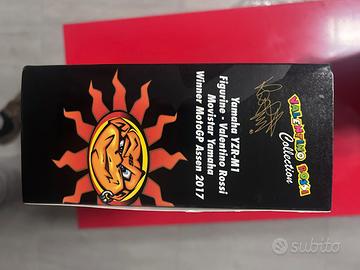 VALENTINO ROSSI
Collection
Yamaha YZR-M1
Figurine - Valentino Rossi
Movistar Yamaha
Winner MotoGP Assen 2017
subito